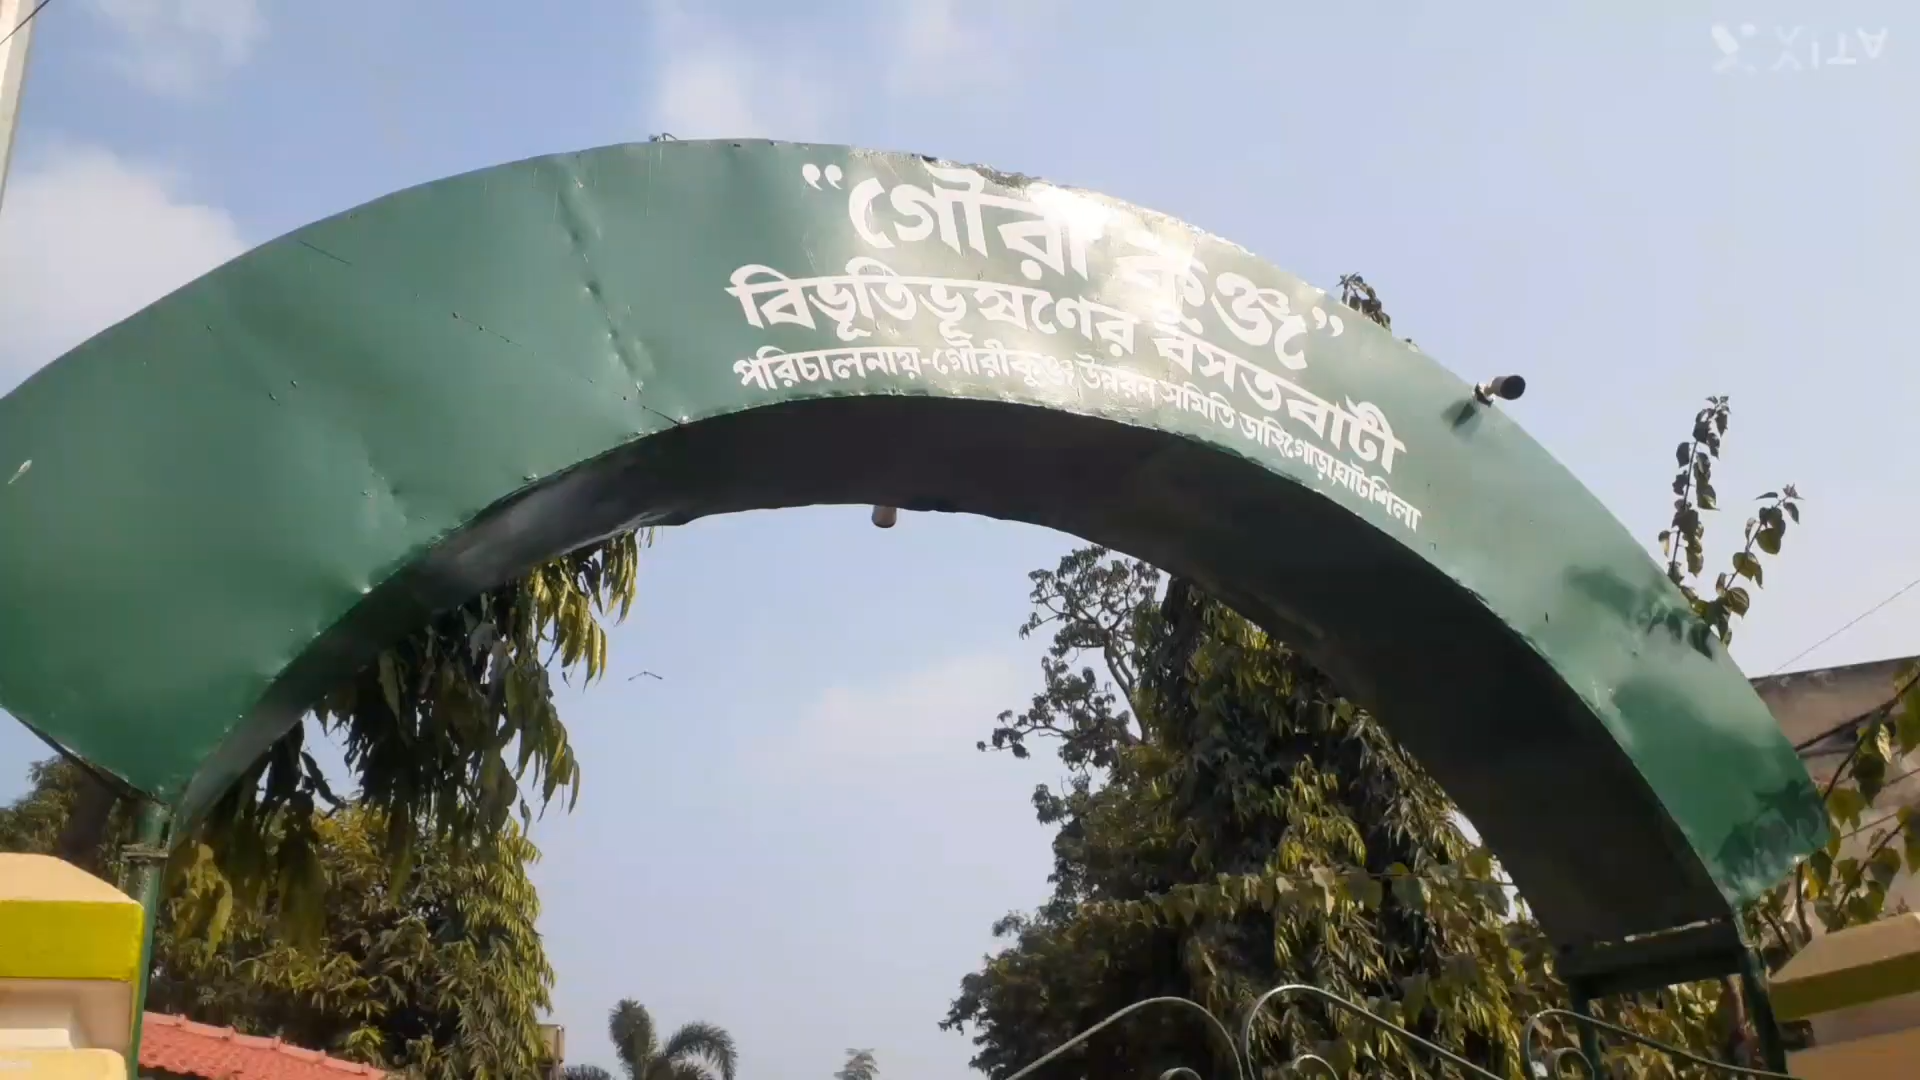 "গৌরী কুঞ্জ"
বিভূতিভূষণের বসতবাটী
পরিচালনায়-গৌরীকুঞ্জ উন্নয়ন সমিতি ডাহিগোড়া,ঘাটশিলা